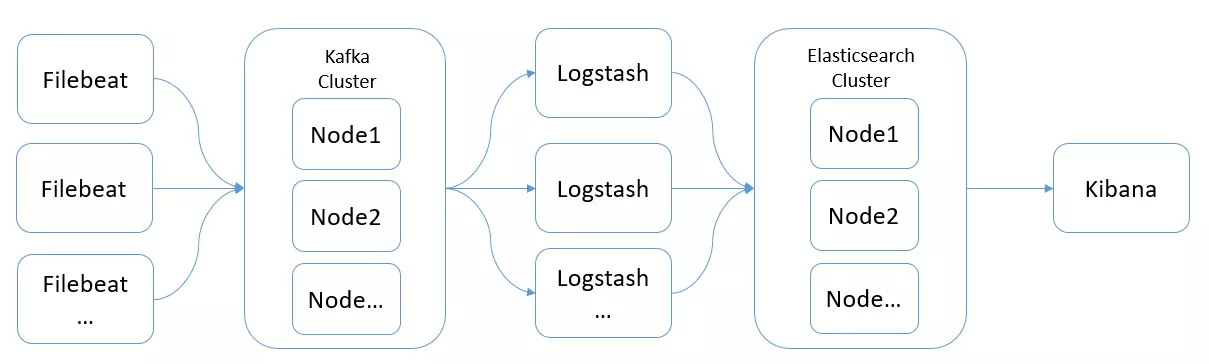 Filebeat
Filebeat
Filebeat
...
Kafka
Cluster
Node1
Node2
Node...
Logstash
Logstash
Logstash
...
Elasticsearch
Cluster
Node1
Node2
Node...
Kibana